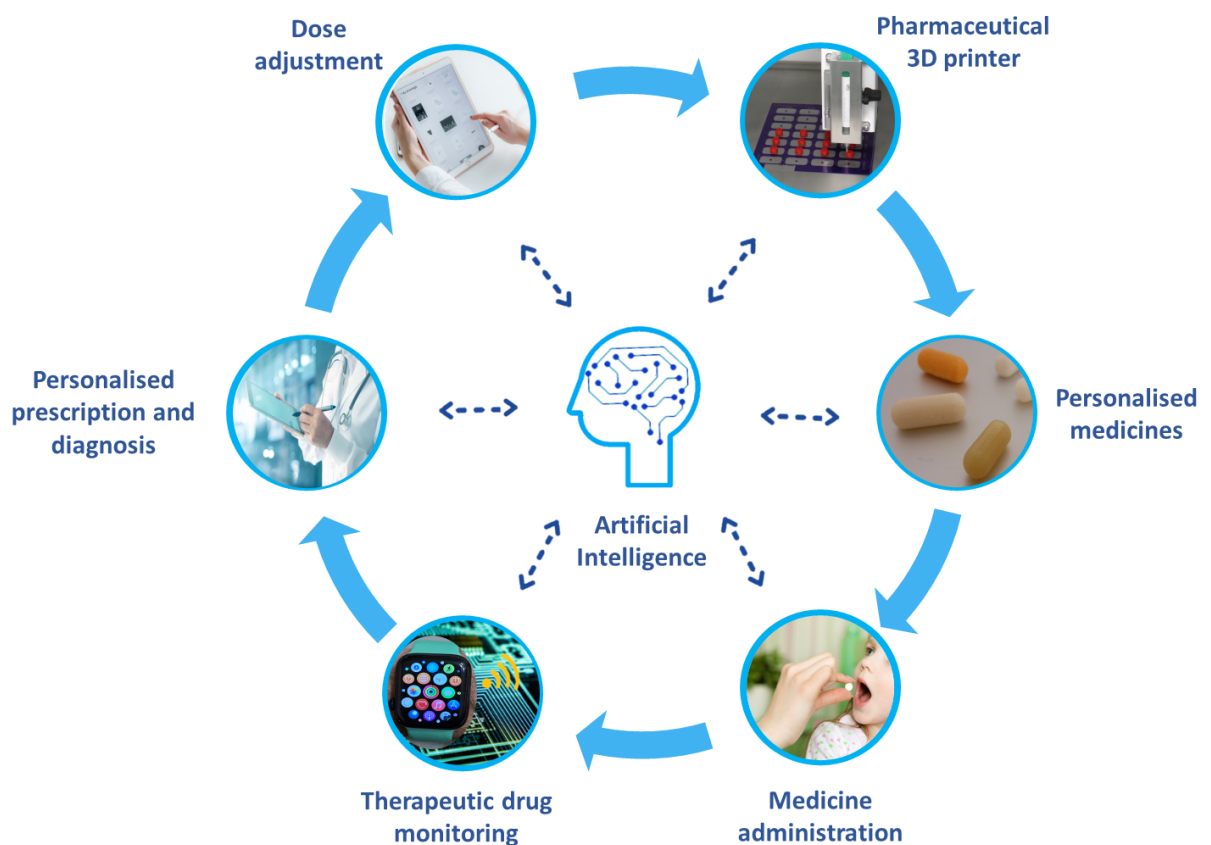 Dose
adjustment
Pharmaceutical
3D printer
Personalised
prescription and
diagnosis
Personalised
medicines
Artificial
Intelligence
Therapeutic drug
monitoring
Medicine
administration